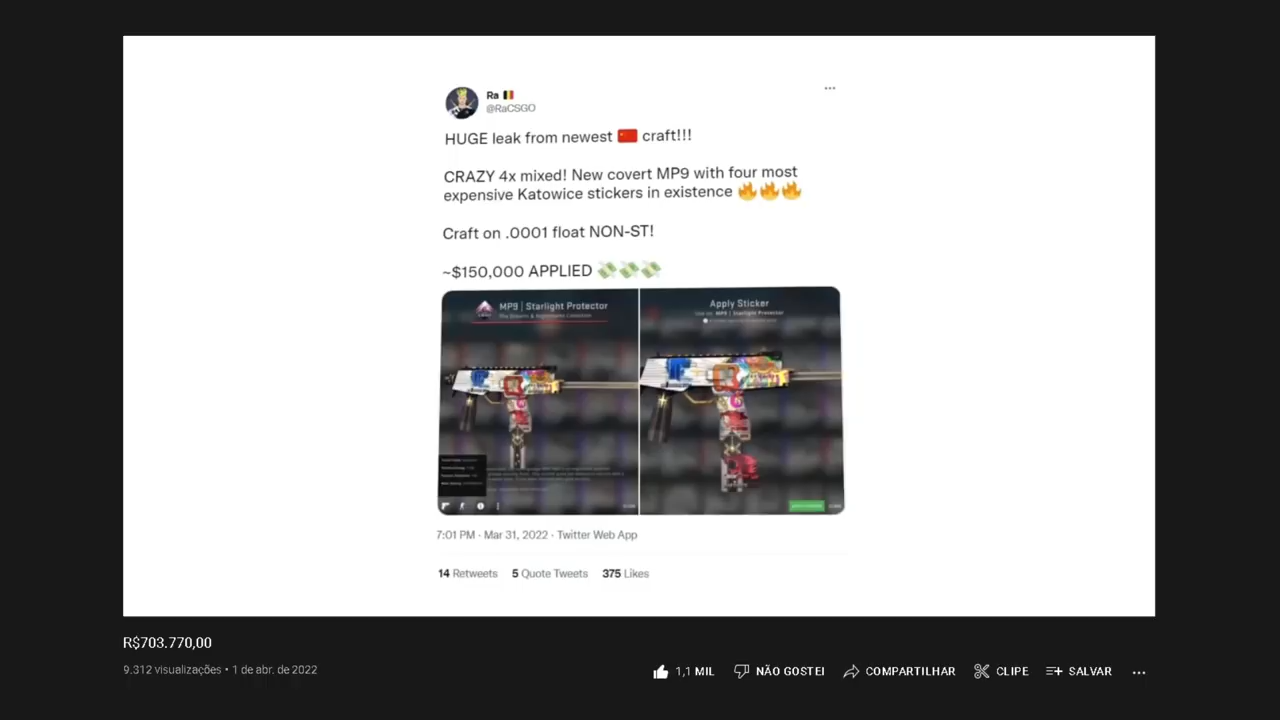 Ra
@RaCSGO
HUGE leak from newest 🇨🇳 craft!!!
CRAZY 4x mixed! New covert MP9 with four most
expensive Katowice stickers in existence 🔥🔥🔥
Craft on .0001 float NON-ST!
~$150,000 APPLIED 💸💸💸
MP9 | Starlight Protector
Apply Sticker
MP9 | Starlight Protector
7:01 PM · Mar 31, 2022 · Twitter Web App
14 Retweets 5 Quote Tweets 375 Likes
R$703.770,00
9.312 visualizações • 1 de abr. de 2022
1,1 MIL
NÃO GOSTEI
COMPARTILHAR
CLIPE
SALVAR